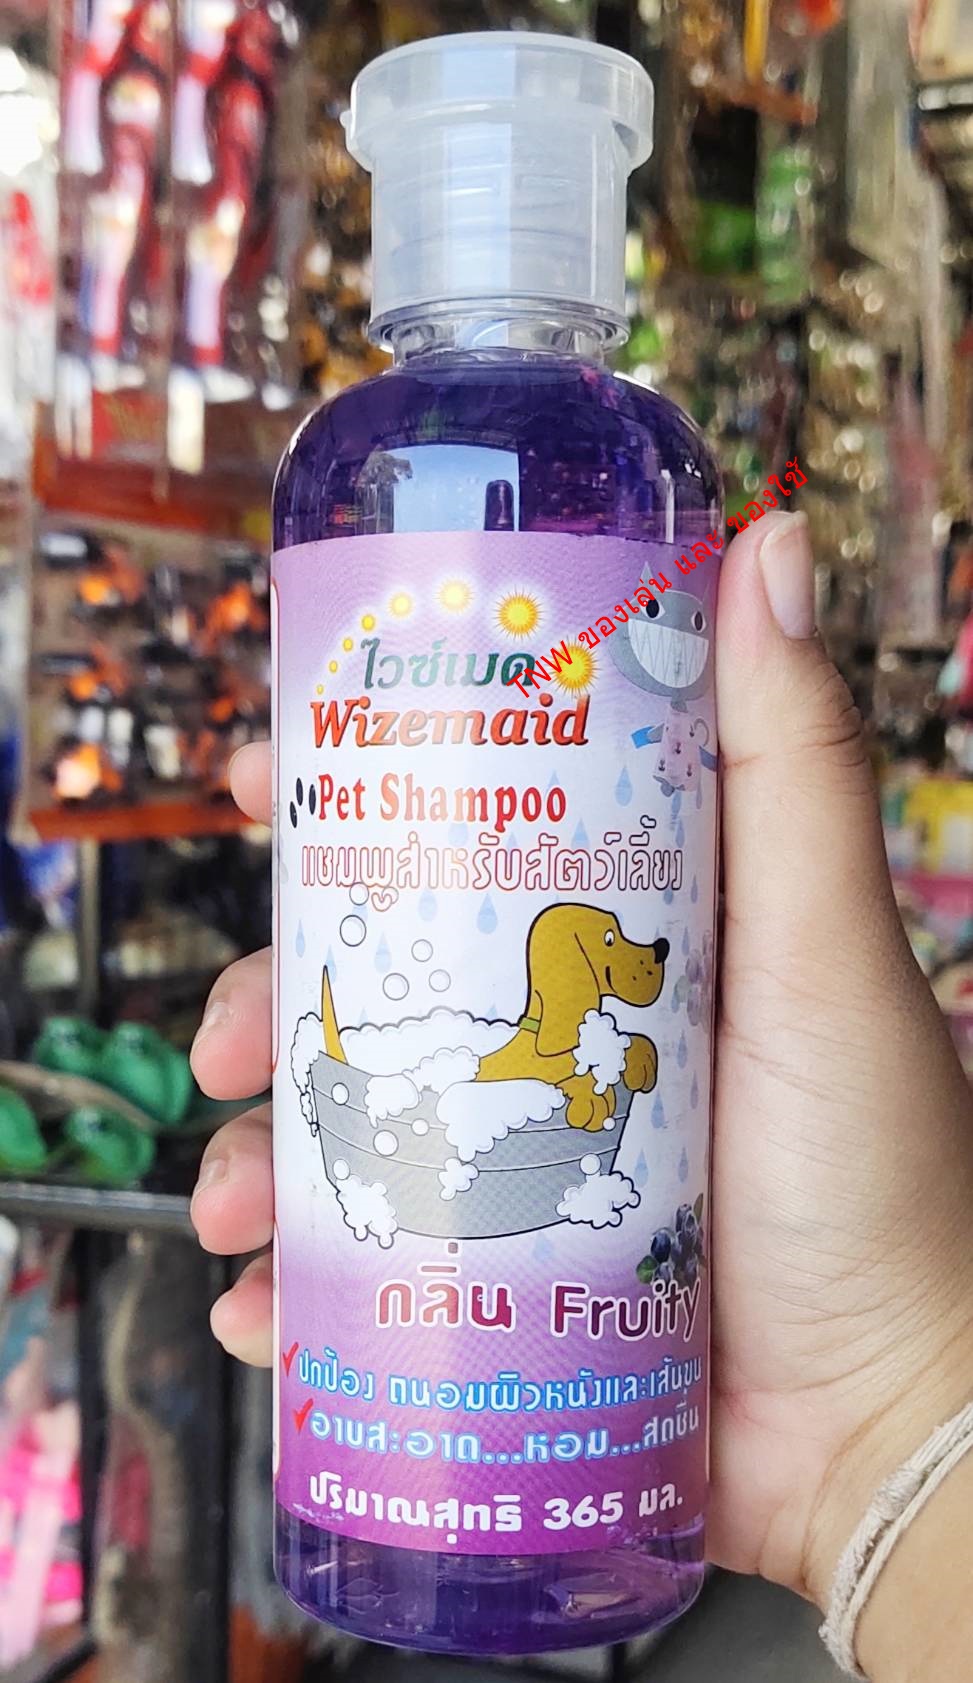 ไวซ์เมด
Wizemaid
Pet Shampoo
แชมพูสำหรับสัตว์เลี้ยง
กลิ่น Fruity
ปกป้อง ถนอมผิวหนังและเส้นขน
อาบสะอาด...หอม...สดชื่น
ปริมาณสุทธิ 365 มล.
TNW ของเล่น และ ของใช้